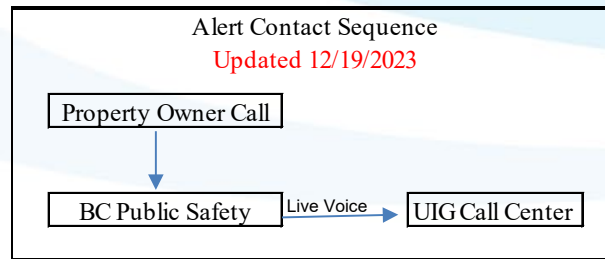 Alert Contact Sequence
Updated 12/19/2023
Property Owner Call
BC Public Safety
Live Voice
UIG Call Center